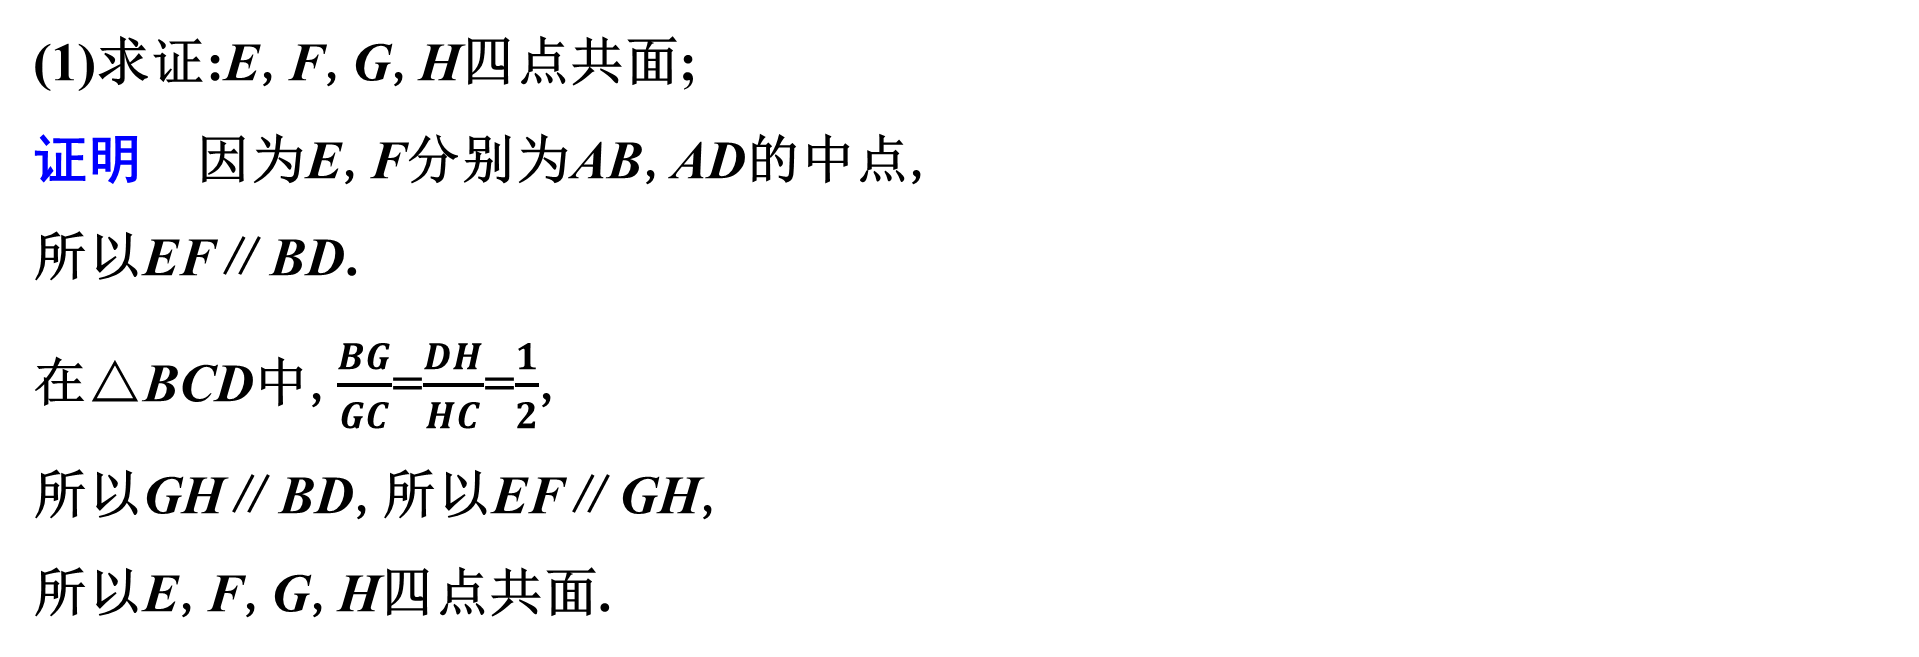 (1)求证:E, F, G, H四点共面;
证明 因为E, F分别为AB, AD的中点,
所以EF∥BD.
在△BCD中, BG/GC=DH/HC=1/2,
所以GH∥BD, 所以EF∥GH,
所以E, F, G, H四点共面.